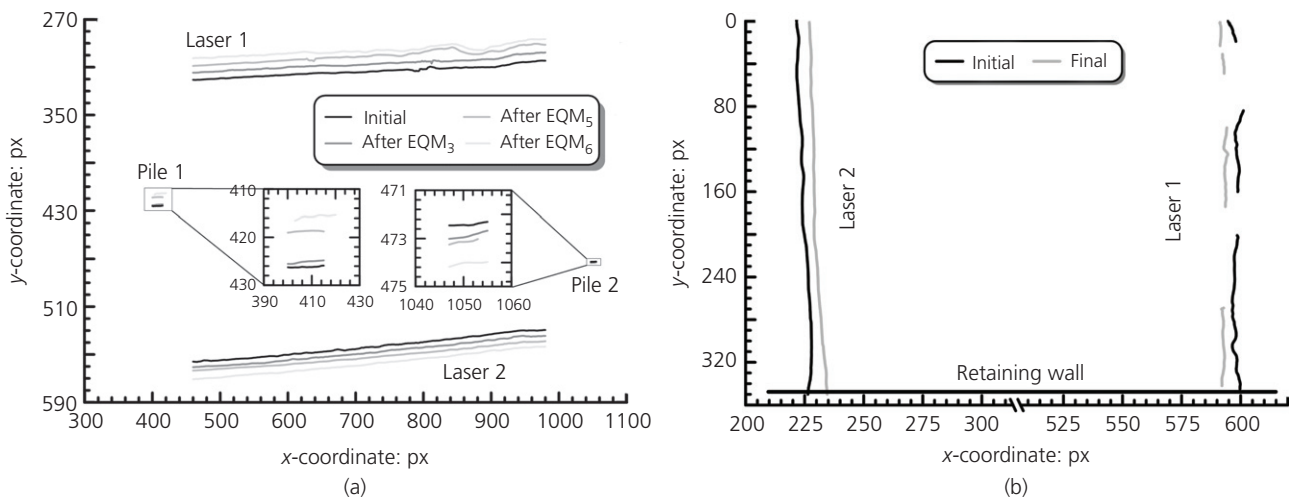 270
350
430
510
590
y-coordinate: px
300 400 500 600 700 800 900 1000 1100
x-coordinate: px
(a)
Laser 1
Initial After EQM₅
After EQM₃ After EQM₆
Pile 1
410
420
430
390 410 430
471
473
475
1040 1050 1060
Pile 2
Laser 2
0
80
160
240
320
y-coordinate: px
200 225 250 275 300 525 550 575 600
x-coordinate: px
(b)
Initial Final
Laser 2
Laser 1
Retaining wall